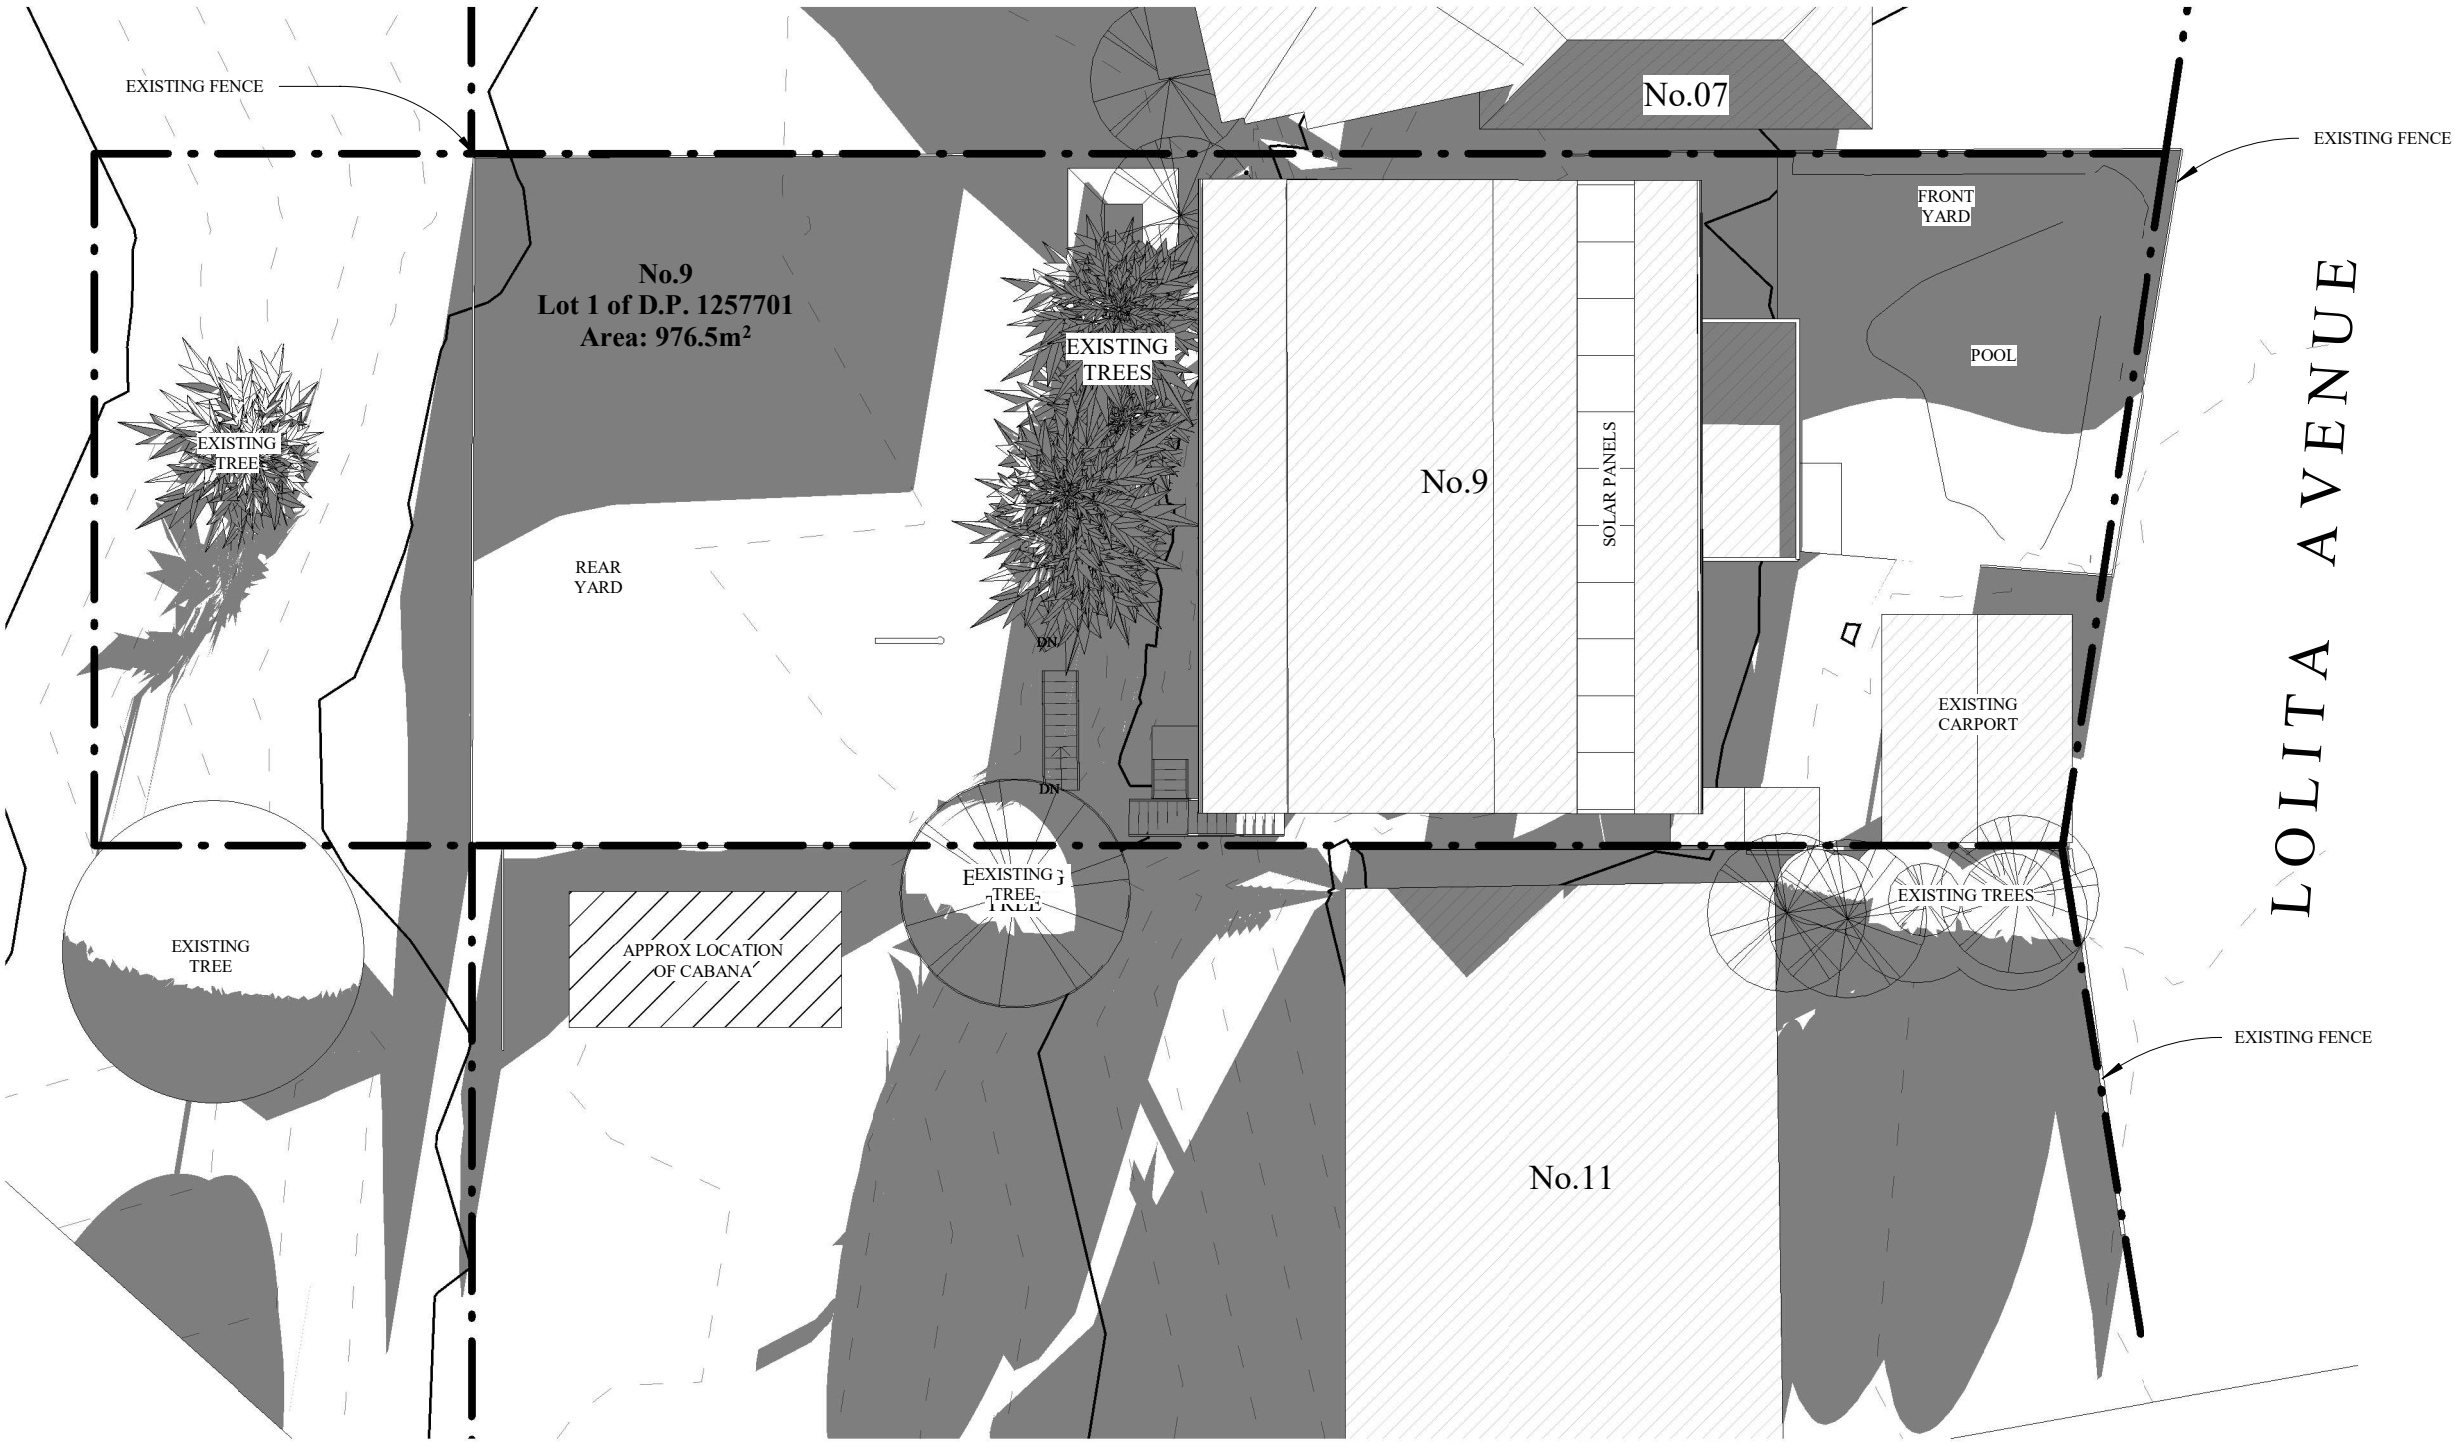 EXISTING FENCE
No.07
EXISTING FENCE
FRONT
YARD
No.9
Lot 1 of D.P. 1257701
Area: 976.5m²
EXISTING
TREES
POOL
EXISTING
TREE
No.9
SOLAR PANELS
LOLITA AVENUE
REAR
YARD
DN
EXISTING
CARPORT
DN
EXISTING
TREE
EXISTING TREES
EXISTING
TREE
APPROX LOCATION
OF CABANA
EXISTING FENCE
No.11